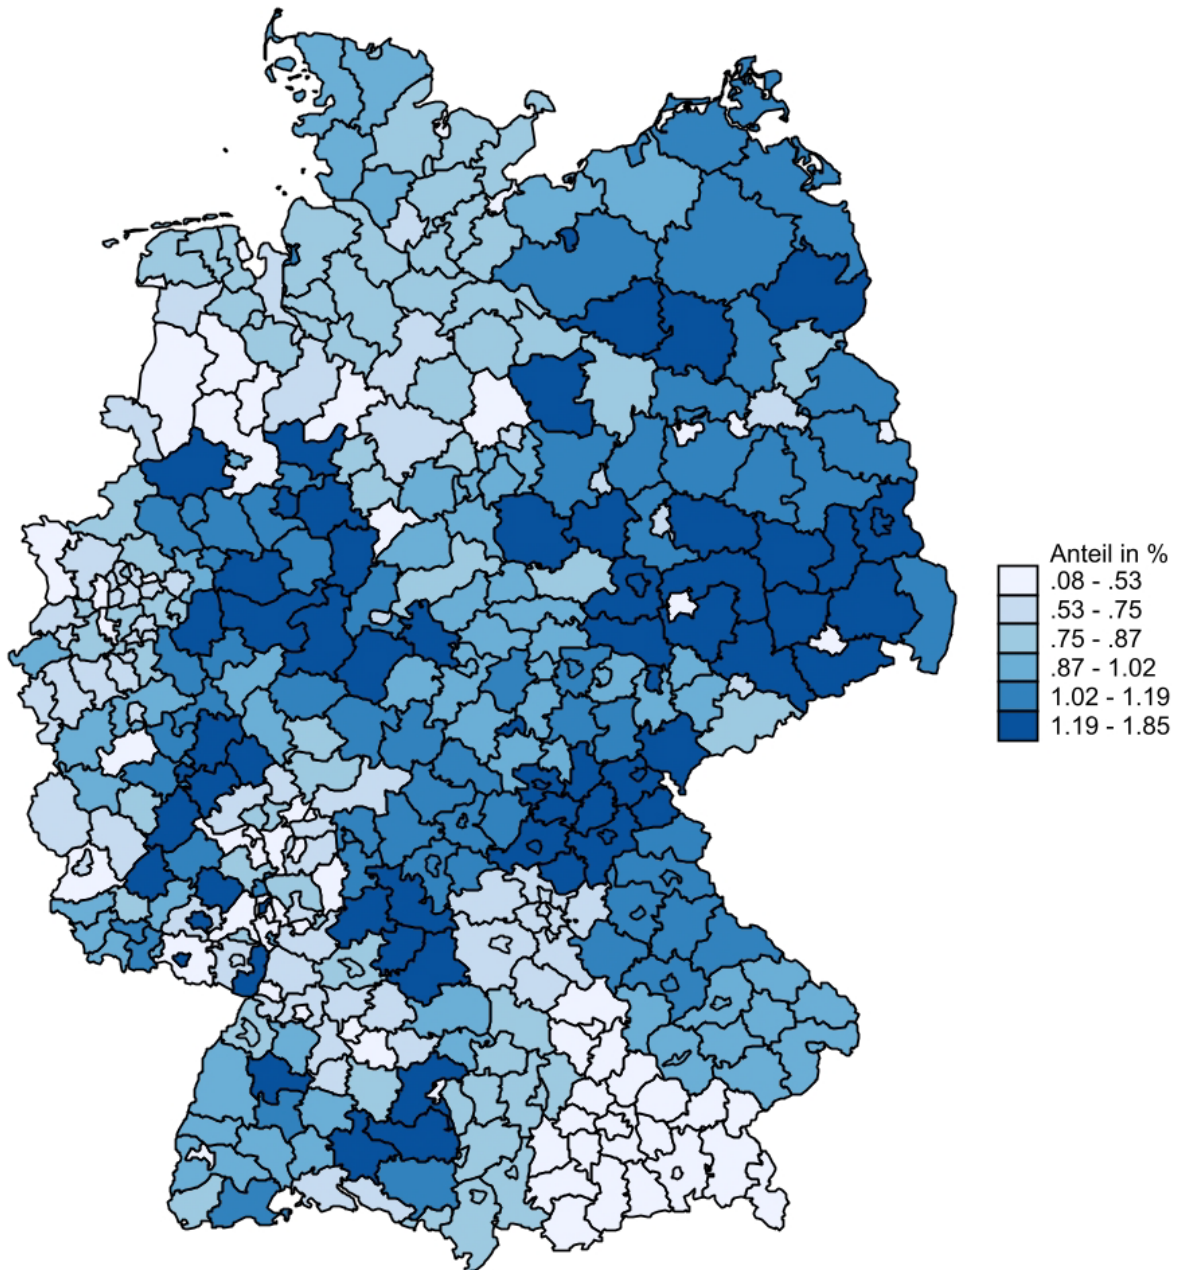 Anteil in %
.08 - .53
.53 - .75
.75 - .87
.87 - 1.02
1.02 - 1.19
1.19 - 1.85